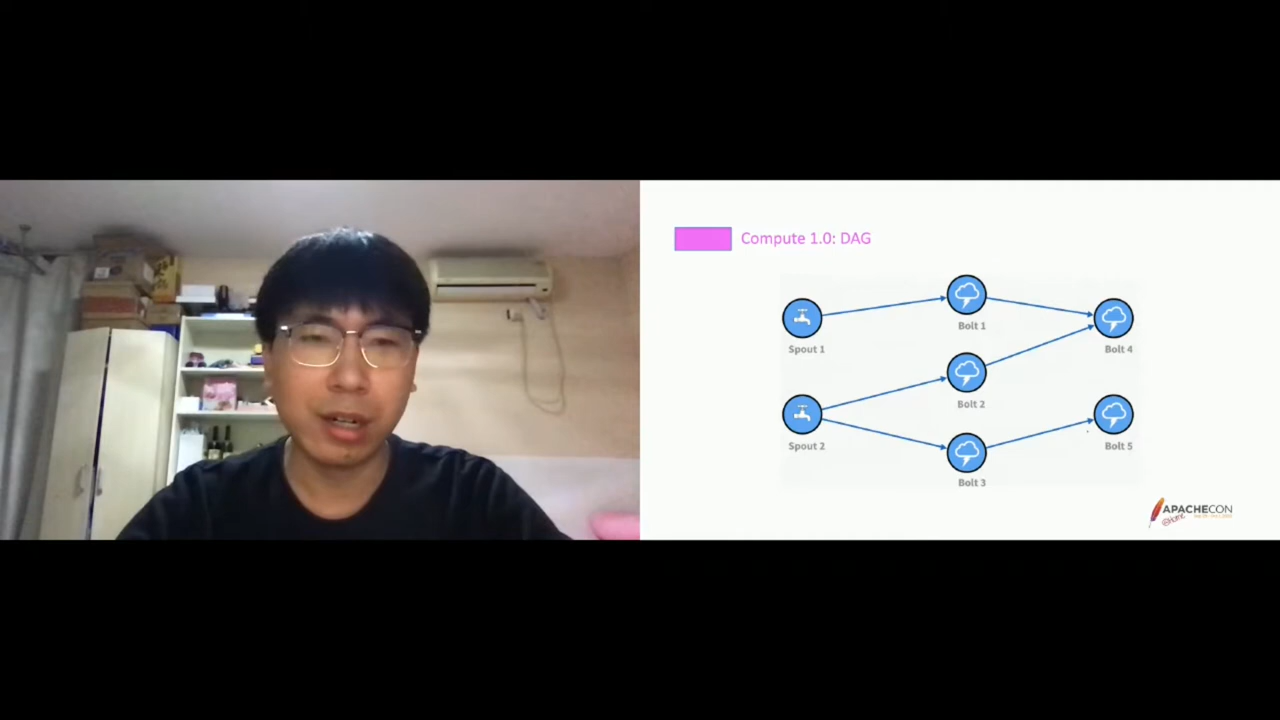 Compute 1.0: DAG
Bolt 1
Spout 1
Bolt 4
Bolt 2
Spout 2
Bolt 5
Bolt 3
APACHECON
@Home